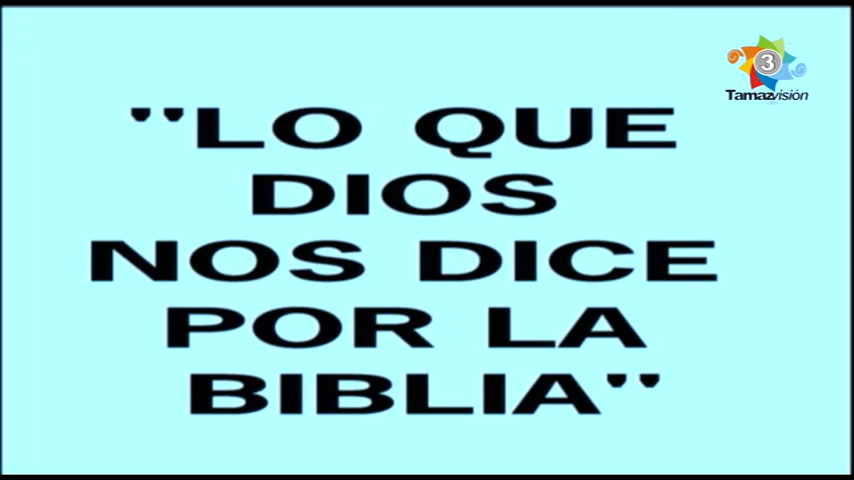 3
Tamazvisión
"LO QUE
DIOS
NOS DICE
POR LA
BIBLIA"